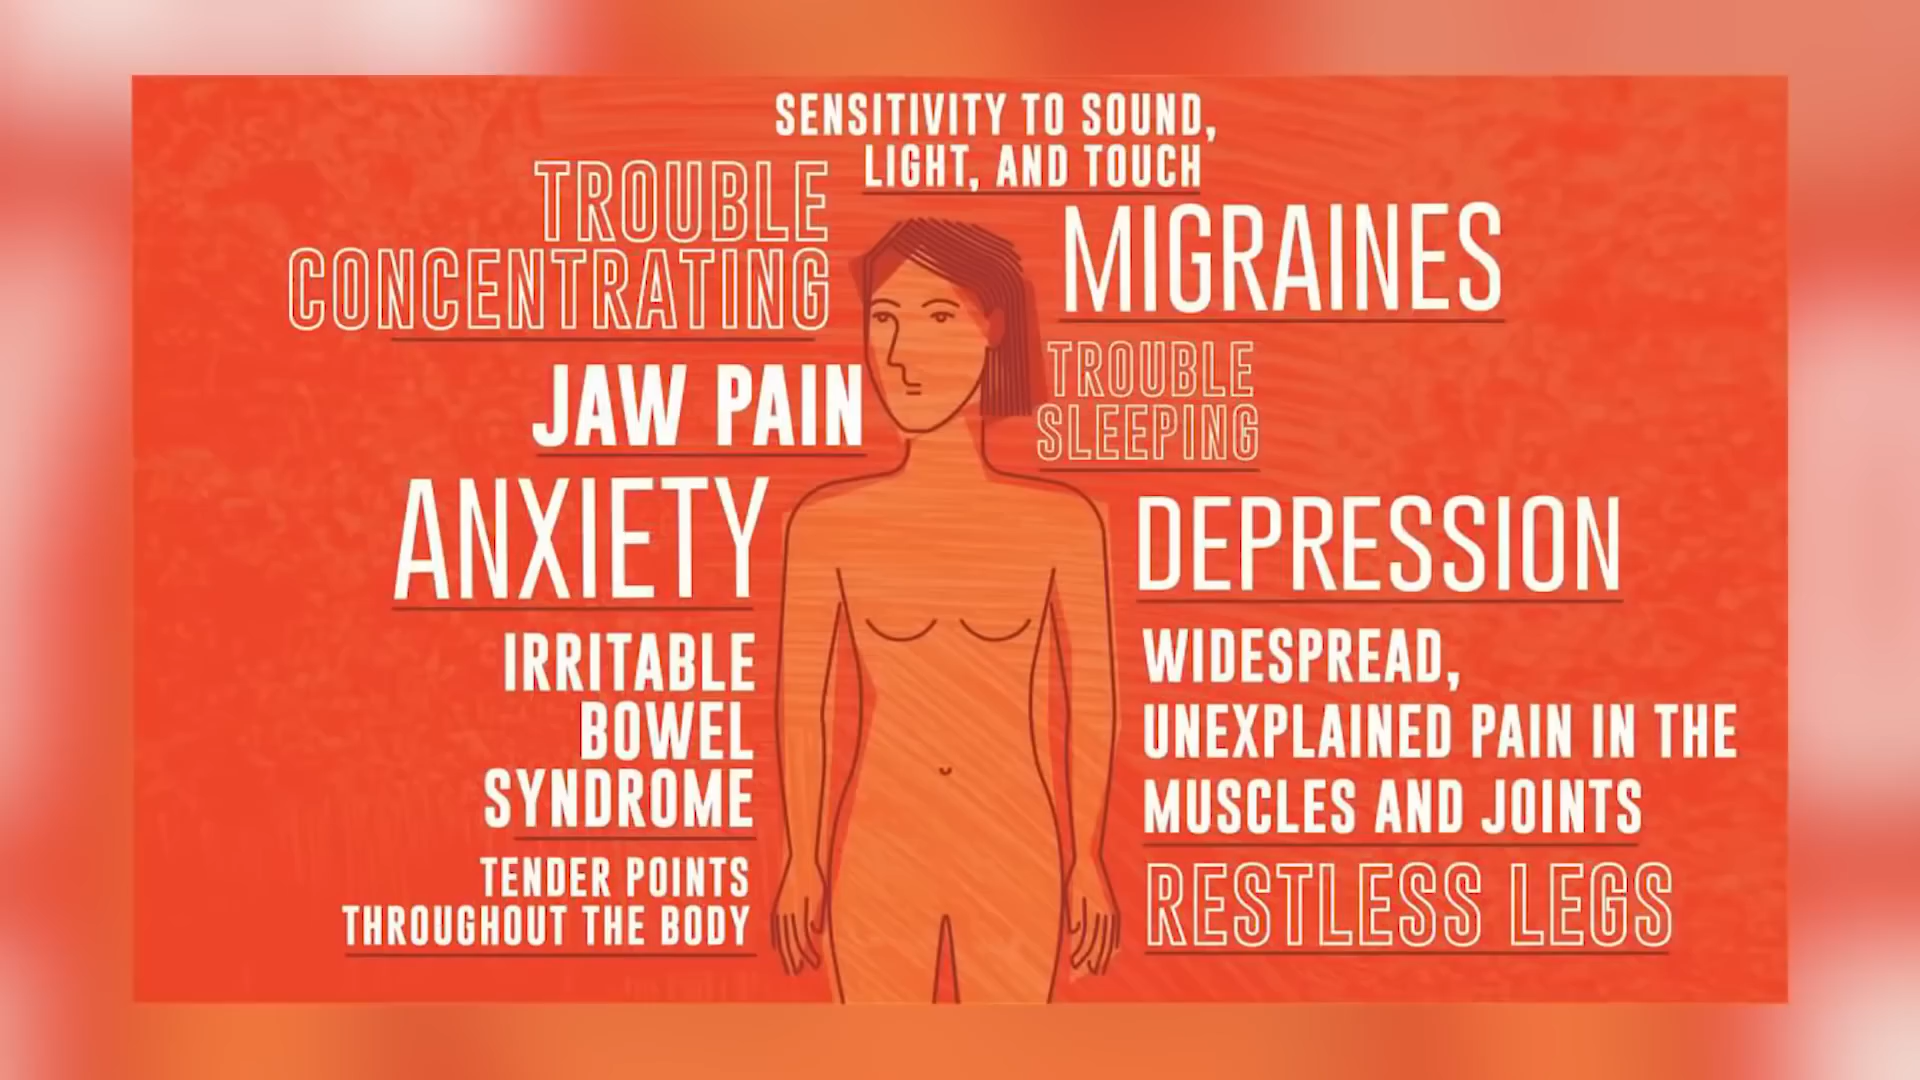 SENSITIVITY TO SOUND,
LIGHT, AND TOUCH
TROUBLE
CONCENTRATING
MIGRAINES
JAW PAIN
TROUBLE
SLEEPING
ANXIETY
DEPRESSION
IRRITABLE
BOWEL
SYNDROME
WIDESPREAD,
UNEXPLAINED PAIN IN THE
MUSCLES AND JOINTS
TENDER POINTS
THROUGHOUT THE BODY
RESTLESS LEGS